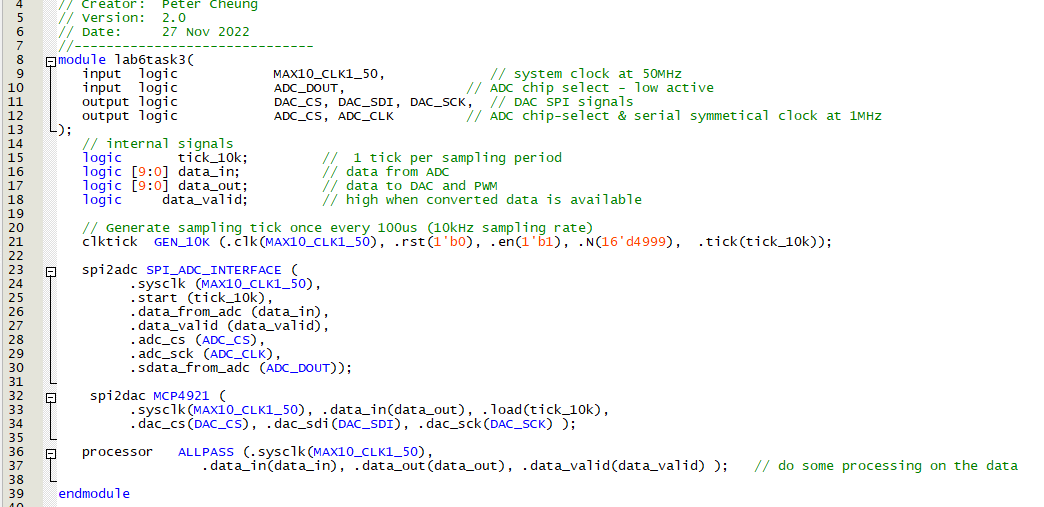 4 // Creator: Peter Cheung
5 // Version: 2.0
6 // Date: 27 Nov 2022
7 //------------------------------
8 module lab6task3(
9 input logic MAX10_CLK1_50, // system clock at 50MHz
10 input logic ADC_DOUT, // ADC chip select - low active
11 output logic DAC_CS, DAC_SDI, DAC_SCK, // DAC SPI signals
12 output logic ADC_CS, ADC_CLK // ADC chip-select & serial symmetical clock at 1MHz
13 );
14 // internal signals
15 logic tick_10k; // 1 tick per sampling period
16 logic [9:0] data_in; // data from ADC
17 logic [9:0] data_out; // data to DAC and PWM
18 logic data_valid; // high when converted data is available
19
20 // Generate sampling tick once every 100us (10kHz sampling rate)
21 clktick GEN_10K (.clk(MAX10_CLK1_50), .rst(1'b0), .en(1'b1), .N(16'd4999), .tick(tick_10k));
22
23 spi2adc SPI_ADC_INTERFACE (
24 .sysclk (MAX10_CLK1_50),
25 .start (tick_10k),
26 .data_from_adc (data_in),
27 .data_valid (data_valid),
28 .adc_cs (ADC_CS),
29 .adc_sck (ADC_CLK),
30 .sdata_from_adc (ADC_DOUT));
31
32 spi2dac MCP4921 (
33 .sysclk(MAX10_CLK1_50), .data_in(data_out), .load(tick_10k),
34 .dac_cs(DAC_CS), .dac_sdi(DAC_SDI), .dac_sck(DAC_SCK) );
35
36 processor ALLPASS (.sysclk(MAX10_CLK1_50),
37 .data_in(data_in), .data_out(data_out), .data_valid(data_valid) ); // do some processing on the data
38
39 endmodule
40